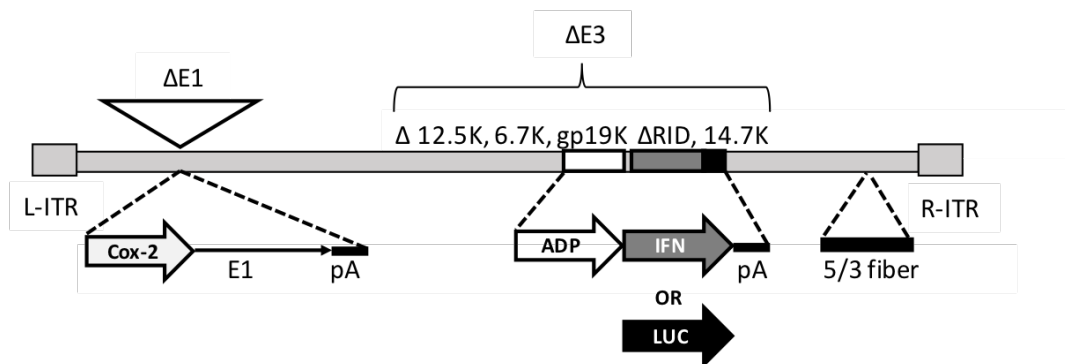 ΔE3
ΔE1
Δ 12.5K, 6.7K, gp19K ΔRID, 14.7K
L-ITR
R-ITR
Cox-2
E1
pA
ADP
IFN
pA
5/3 fiber
OR
LUC